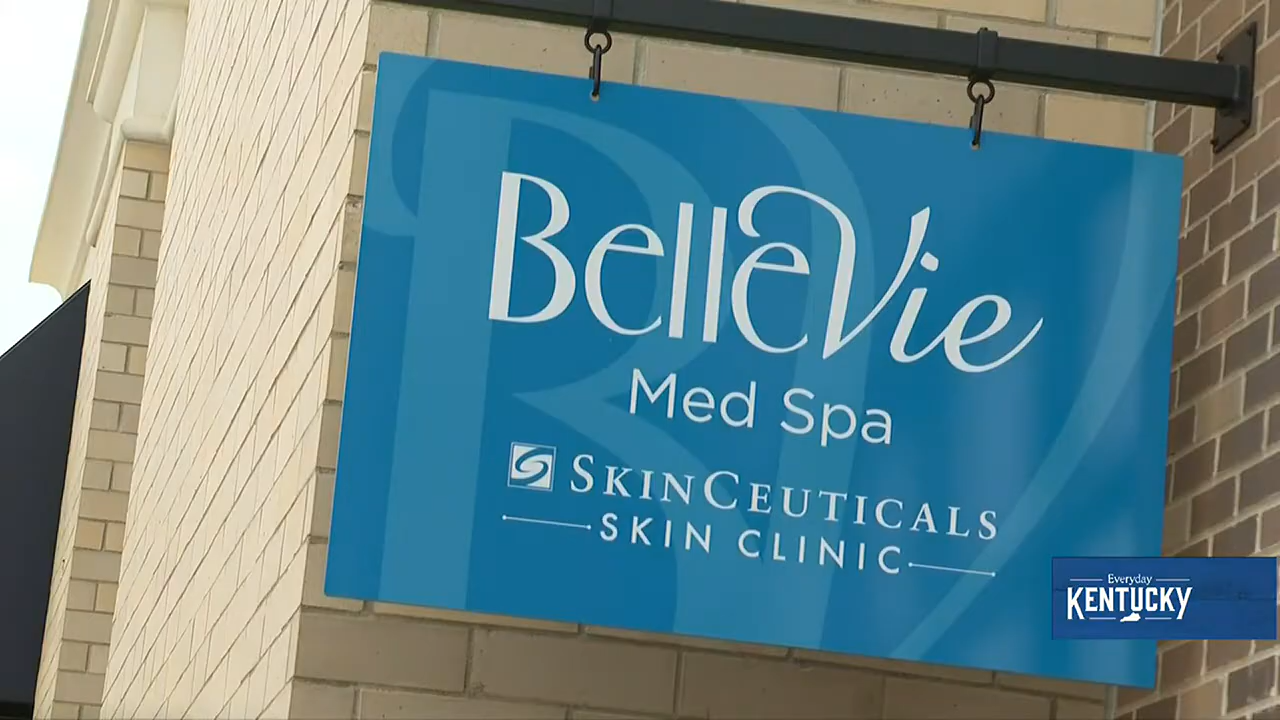 BelleVie
Med Spa
SKINCEUTICALS
SKIN CLINIC
Everyday
KENTUCKY